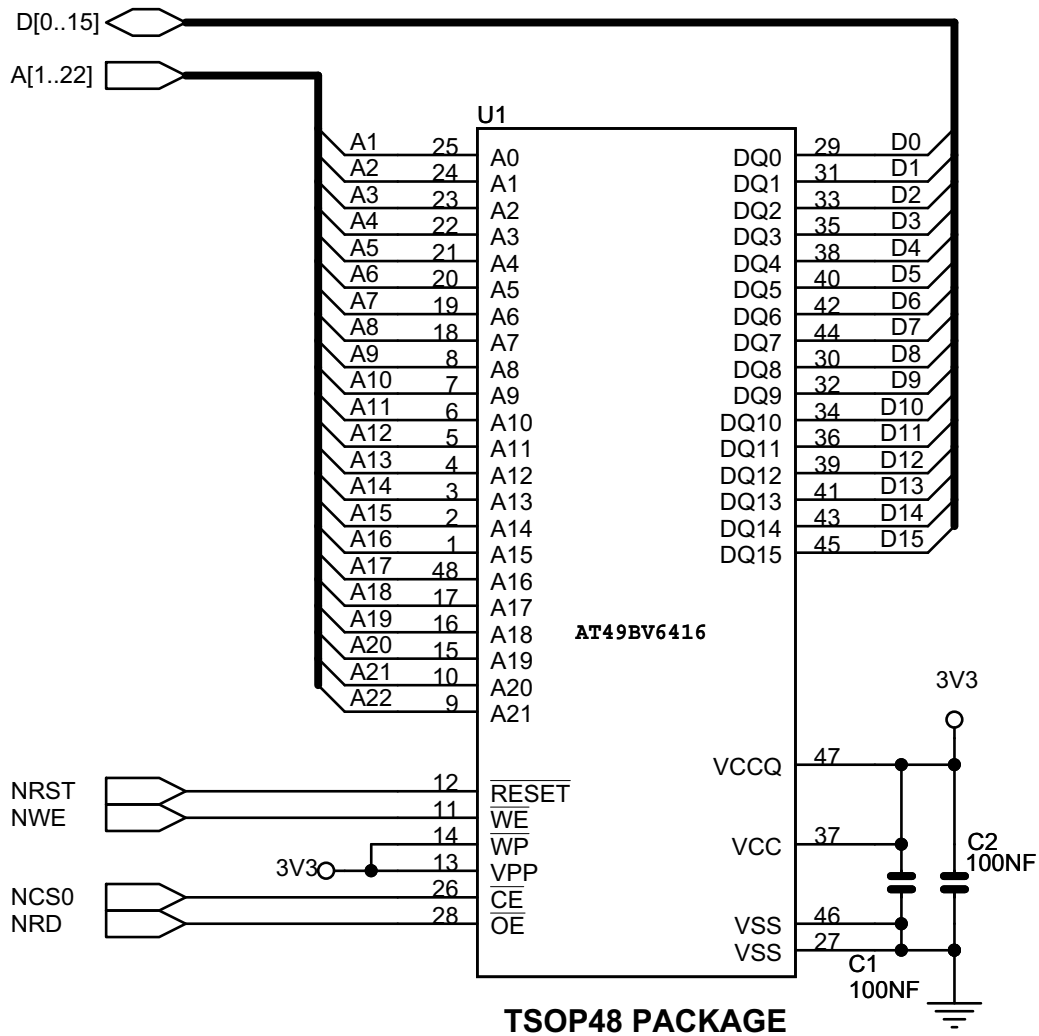 D[0..15]
A[1..22]
U1
A1 25 A0 DQ0 29 D0
A2 24 A1 DQ1 31 D1
A3 23 A2 DQ2 33 D2
A4 22 A3 DQ3 35 D3
A5 21 A4 DQ4 38 D4
A6 20 A5 DQ5 40 D5
A7 19 A6 DQ6 42 D6
A8 18 A7 DQ7 44 D7
A9 8 A8 DQ8 30 D8
A10 7 A9 DQ9 32 D9
A11 6 A10 DQ10 34 D10
A12 5 A11 DQ11 36 D11
A13 4 A12 DQ12 39 D12
A14 3 A13 DQ13 41 D13
A15 2 A14 DQ14 43 D14
A16 1 A15 DQ15 45 D15
A17 48 A16
A18 17 A17
A19 16 A18
AT49BV6416
A20 15 A19
A21 10 A20
A22 9 A21
3V3
VCCQ 47
NRST 12 RESET
NWE 11 WE
14 WP
VCC 37
3V3 13 VPP
C2
100NF
NCS0 26 CE
NRD 28 OE
VSS 46
VSS 27
C1
100NF
TSOP48 PACKAGE